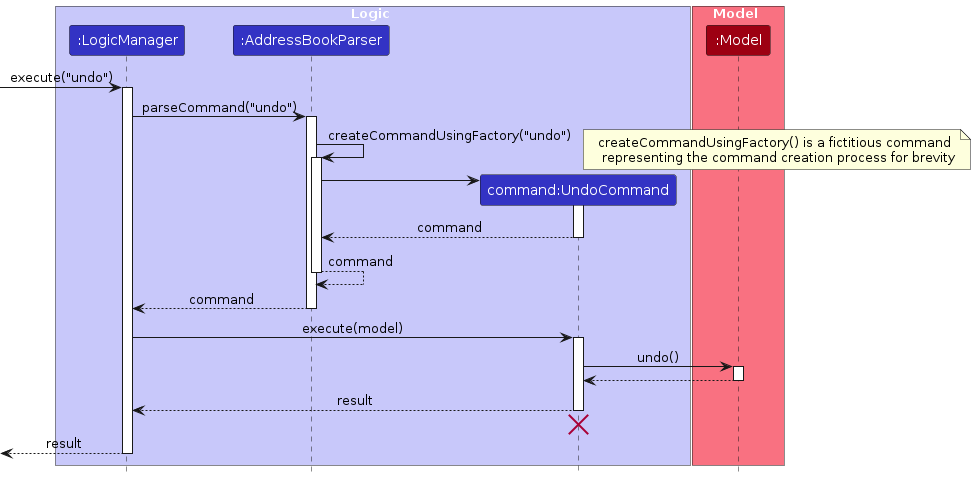 Logic
Model
:LogicManager
:AddressBookParser
:Model
execute("undo")
parseCommand("undo")
createCommandUsingFactory("undo")
createCommandUsingFactory() is a fictitious command
representing the command creation process for brevity
command:UndoCommand
command
command
command
execute(model)
undo()
result
result